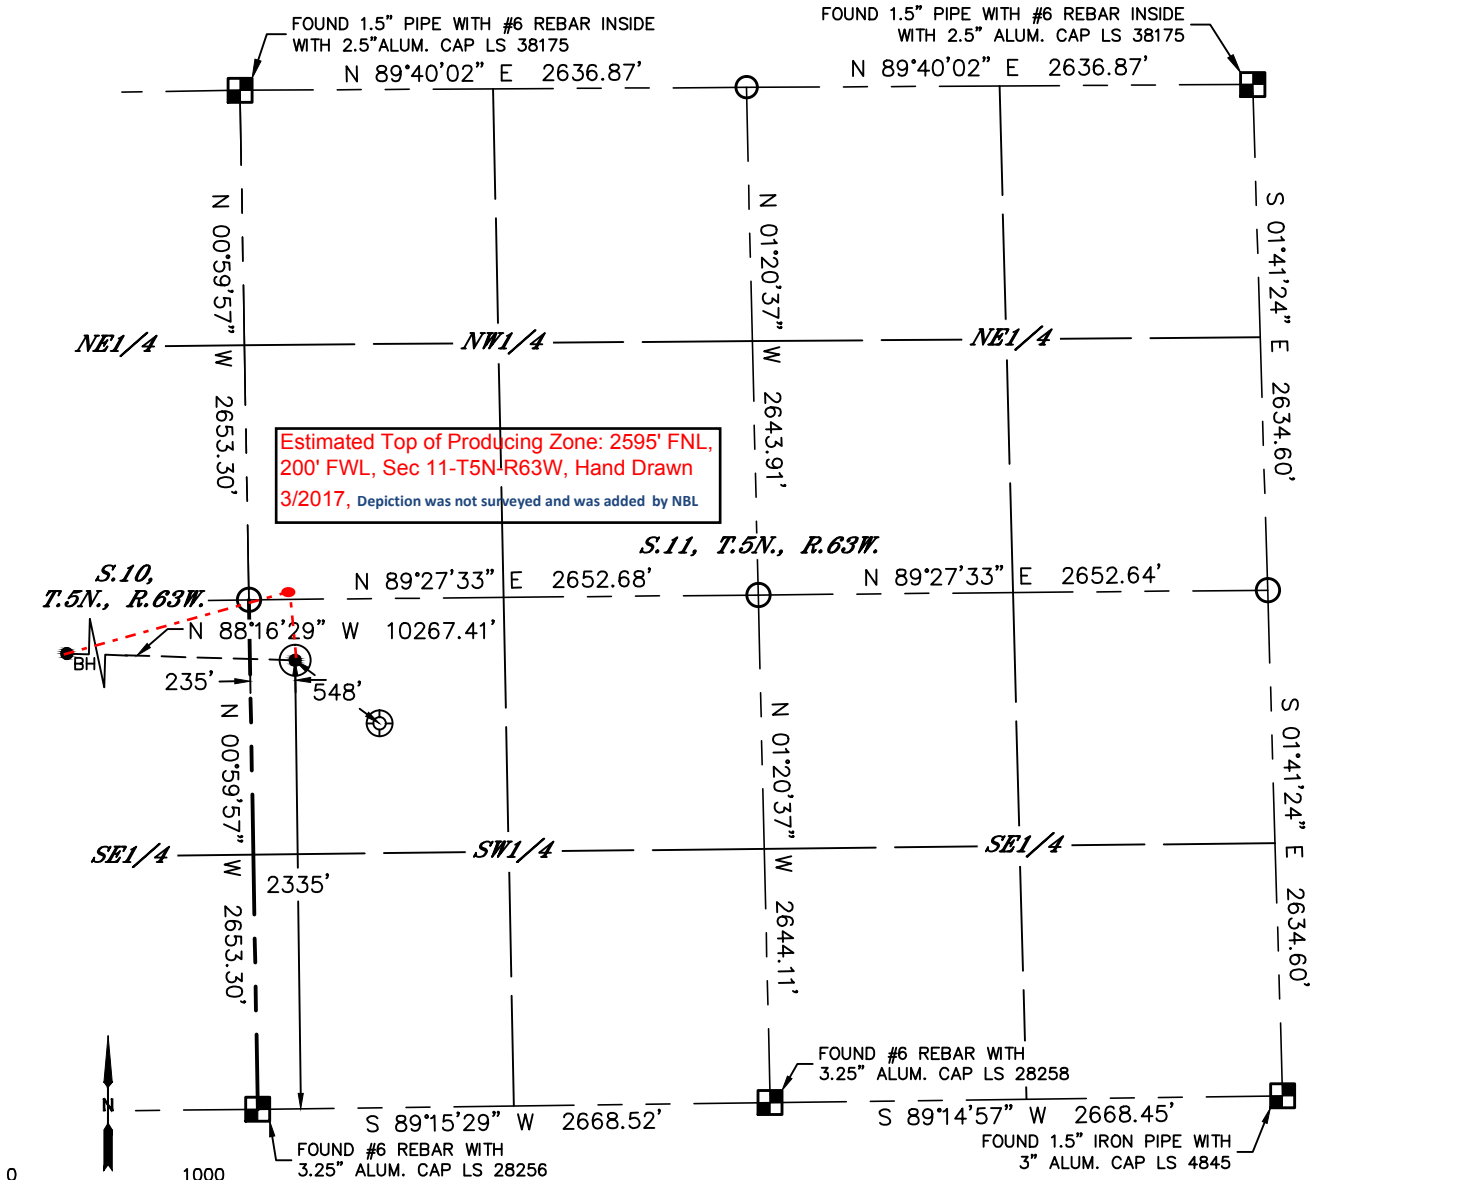 FOUND 1.5" PIPE WITH #6 REBAR INSIDE
WITH 2.5"ALUM. CAP LS 38175
FOUND 1.5" PIPE WITH #6 REBAR INSIDE
WITH 2.5" ALUM. CAP LS 38175
N 89°40'02" E 2636.87'
N 89°40'02" E 2636.87'
N 00°59'57" W 2653.30'
N 01°20'37" W 2643.91'
S 01°41'24" E 2634.60'
NE1/4
NW1/4
NE1/4
Estimated Top of Producing Zone: 2595' FNL,
200' FWL, Sec 11-T5N-R63W, Hand Drawn
3/2017, Depiction was not surveyed and was added by NBL
S.11, T.5N., R.63W.
S.10,
T.5N., R.63W.
N 89°27'33" E 2652.68'
N 89°27'33" E 2652.64'
N 88°16'29" W 10267.41'
BH
235'
548'
N 00°59'57" W 2653.30'
N 01°20'37" W 2644.11'
S 01°41'24" E 2634.60'
SE1/4
SW1/4
SE1/4
2335'
FOUND #6 REBAR WITH
3.25" ALUM. CAP LS 28258
N
S 89°15'29" W 2668.52'
S 89°14'57" W 2668.45'
FOUND #6 REBAR WITH
3.25" ALUM. CAP LS 28256
FOUND 1.5" IRON PIPE WITH
3" ALUM. CAP LS 4845
0 1000